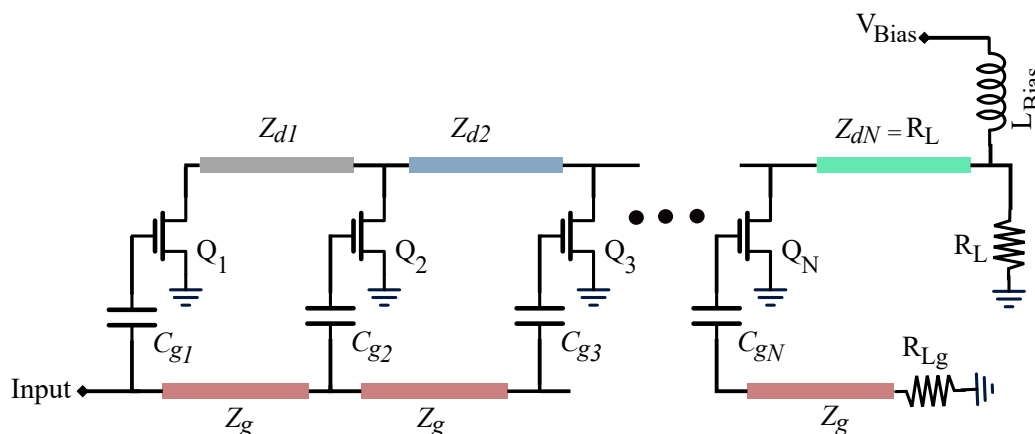 V_Bias
L_Bias
Z_d1
Z_d2
Z_dN = R_L
Q_1
Q_2
Q_3
Q_N
R_L
C_g1
C_g2
C_g3
C_gN
R_Lg
Input
Z_g
Z_g
Z_g